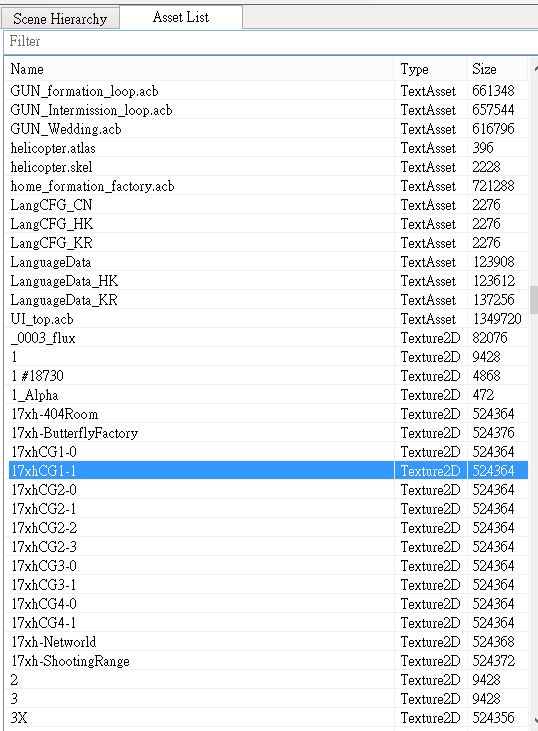 Scene Hierarchy Asset List
Filter
Name Type Size
GUN_formation_loop.acb TextAsset 661348
GUN_Intermission_loop.acb TextAsset 657544
GUN_Wedding.acb TextAsset 616796
helicopter.atlas TextAsset 396
helicopter.skel TextAsset 2228
home_formation_factory.acb TextAsset 721288
LangCFG_CN TextAsset 2276
LangCFG_HK TextAsset 2276
LangCFG_KR TextAsset 2276
LanguageData TextAsset 123908
LanguageData_HK TextAsset 123612
LanguageData_KR TextAsset 137256
UI_top.acb TextAsset 1349720
_0003_flux Texture2D 82076
1 Texture2D 9428
1 #18730 Texture2D 4868
1_Alpha Texture2D 472
17xh-404Room Texture2D 524364
17xh-ButterflyFactory Texture2D 524376
17xhCG1-0 Texture2D 524364
17xhCG1-1 Texture2D 524364
17xhCG2-0 Texture2D 524364
17xhCG2-1 Texture2D 524364
17xhCG2-2 Texture2D 524364
17xhCG2-3 Texture2D 524364
17xhCG3-0 Texture2D 524364
17xhCG3-1 Texture2D 524364
17xhCG4-0 Texture2D 524364
17xhCG4-1 Texture2D 524364
17xh-Networld Texture2D 524368
17xh-ShootingRange Texture2D 524372
2 Texture2D 9428
3 Texture2D 9428
3X Texture2D 524356